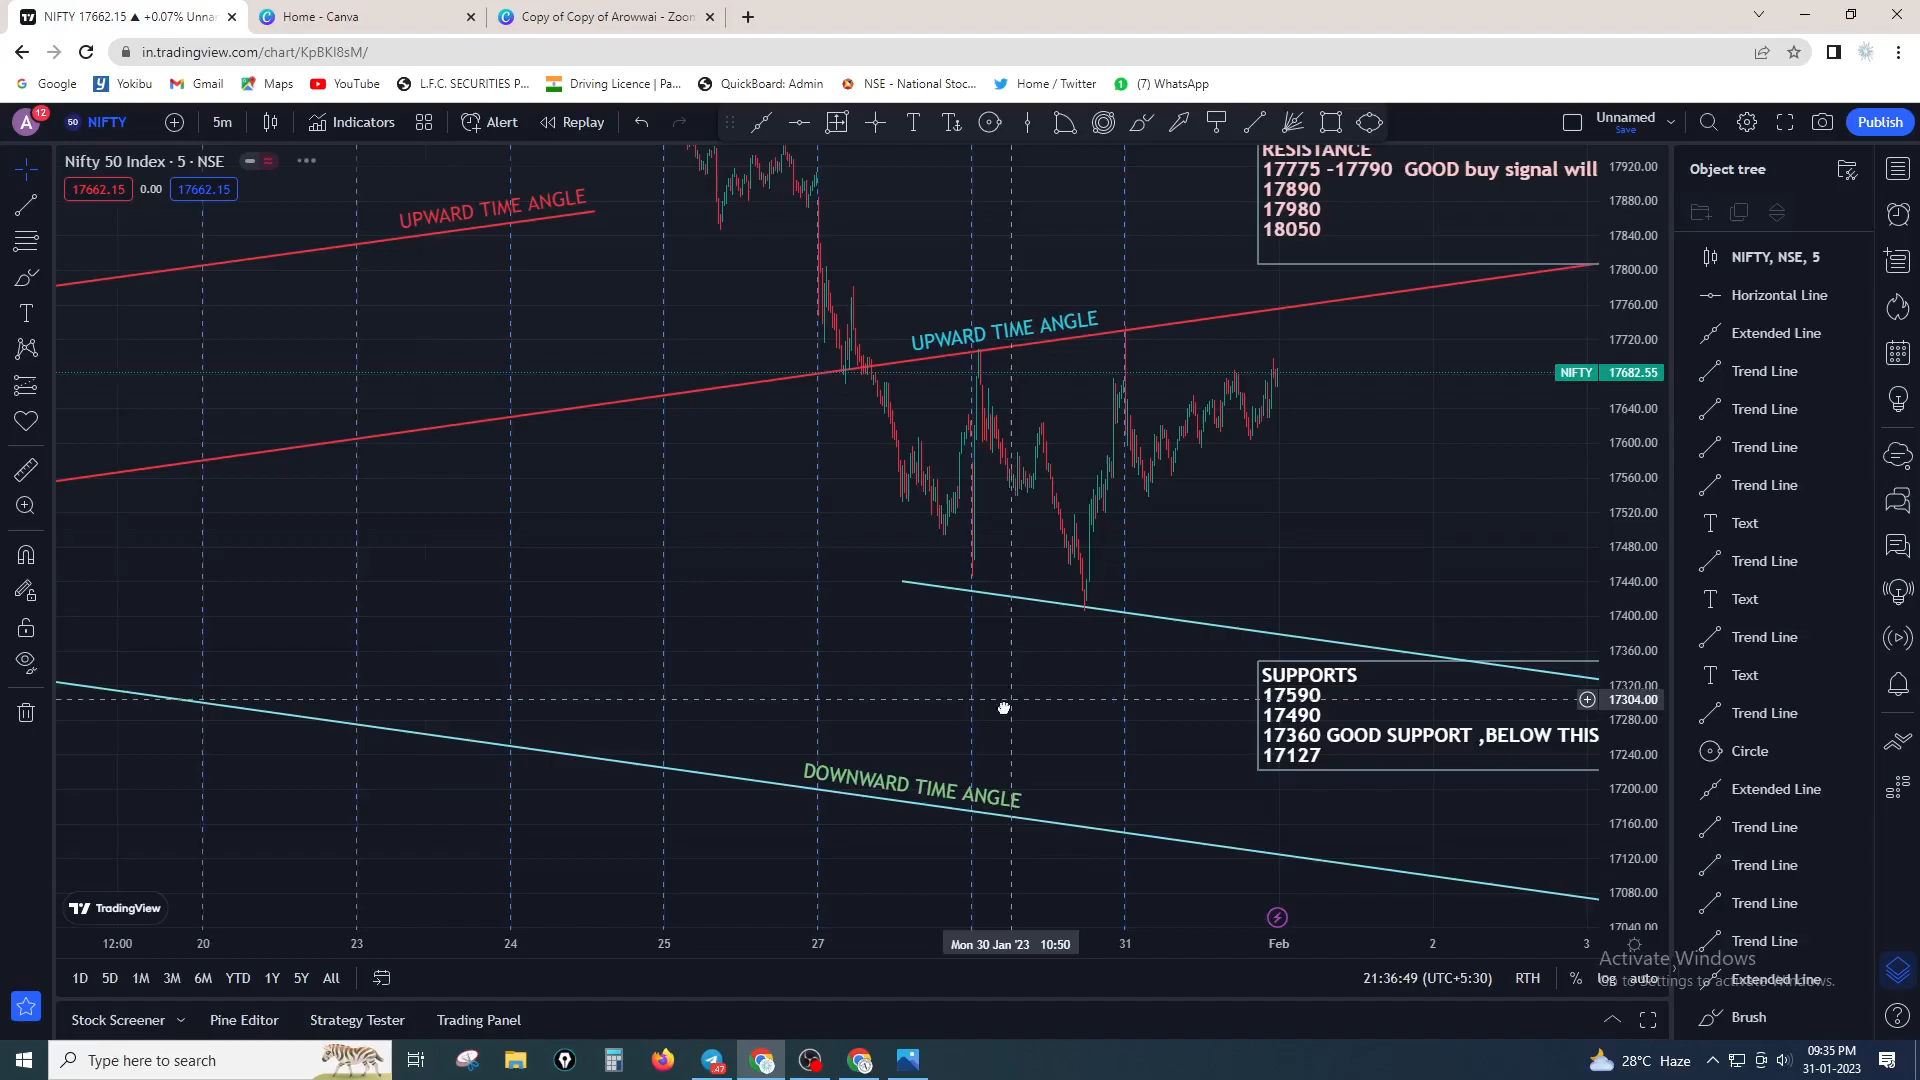 NIFTY 17662.15 ▲ +0.07% Unnar
Home - Canva
Copy of Copy of Arowwai - Zoom
in.tradingview.com/chart/KpBKI8sM/
Google
Yokibu
Gmail
Maps
YouTube
L.F.C. SECURITIES P...
Driving Licence | Pa...
QuickBoard: Admin
NSE - National Stoc...
Home / Twitter
(7) WhatsApp
A 12
50 NIFTY
5m
Indicators
Alert
Replay
Unnamed
Save
Publish
Nifty 50 Index · 5 · NSE
17662.15 0.00 17662.15
UPWARD TIME ANGLE
RESISTANCE
17775 -17790 GOOD buy signal will
17890
17980
18050
UPWARD TIME ANGLE
SUPPORTS
17590
17490
17360 GOOD SUPPORT ,BELOW THIS
17127
DOWNWARD TIME ANGLE
17920.00
17880.00
17840.00
17800.00
17760.00
17720.00
NIFTY 17682.55
17640.00
17600.00
17560.00
17520.00
17480.00
17440.00
17400.00
17360.00
17320.00
17304.00
17280.00
17240.00
17200.00
17160.00
17120.00
17080.00
17040.00
TradingView
12:00 20 23 24 25 27 Mon 30 Jan '23 10:50 31 Feb 2 3
1D 5D 1M 3M 6M YTD 1Y 5Y All
21:36:49 (UTC+5:30) RTH % log auto
Stock Screener
Pine Editor
Strategy Tester
Trading Panel
Object tree
NIFTY, NSE, 5
Horizontal Line
Extended Line
Trend Line
Trend Line
Trend Line
Trend Line
Text
Trend Line
Text
Trend Line
Text
Trend Line
Circle
Extended Line
Trend Line
Trend Line
Trend Line
Trend Line
Extended Line
Brush
Activate Windows
Go to Settings to activate Windows.
Type here to search
47
28°C Haze
09:35 PM
31-01-2023